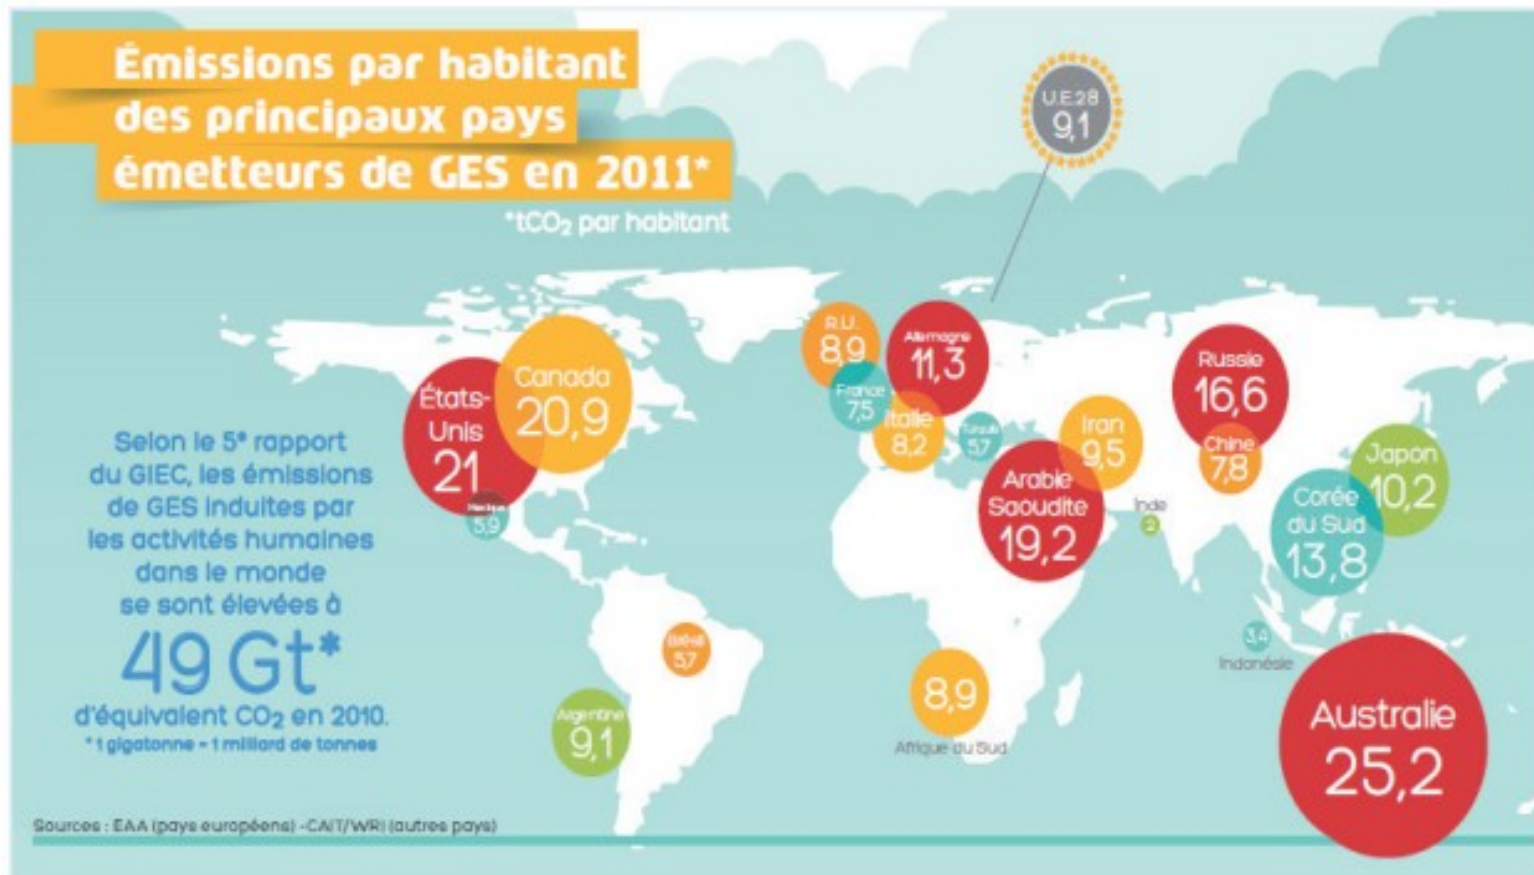 Émissions par habitant
des principaux pays
émetteurs de GES en 2011*
*tCO₂ par habitant
U.E.28
9,1
R.U.
8,9
Allemagne
11,3
France
7,5
Italie
8,2
Turquie
5,7
Iran
9,5
Russie
16,6
Chine
7,8
Japon
10,2
Corée
du Sud
13,8
Arabie
Saoudite
19,2
Inde
2
États-
Unis
21
Canada
20,9
Mexique
5,9
Selon le 5ᵉ rapport
du GIEC, les émissions
de GES induites par
les activités humaines
dans le monde
se sont élevées à
49 Gt*
d'équivalent CO₂ en 2010.
* 1 gigatonne = 1 milliard de tonnes
Brésil
5,7
Argentine
9,1
8,9
Afrique du Sud
3,4
Indonésie
Australie
25,2
Sources : EAA (pays européens) -CAIT/WRI (autres pays)